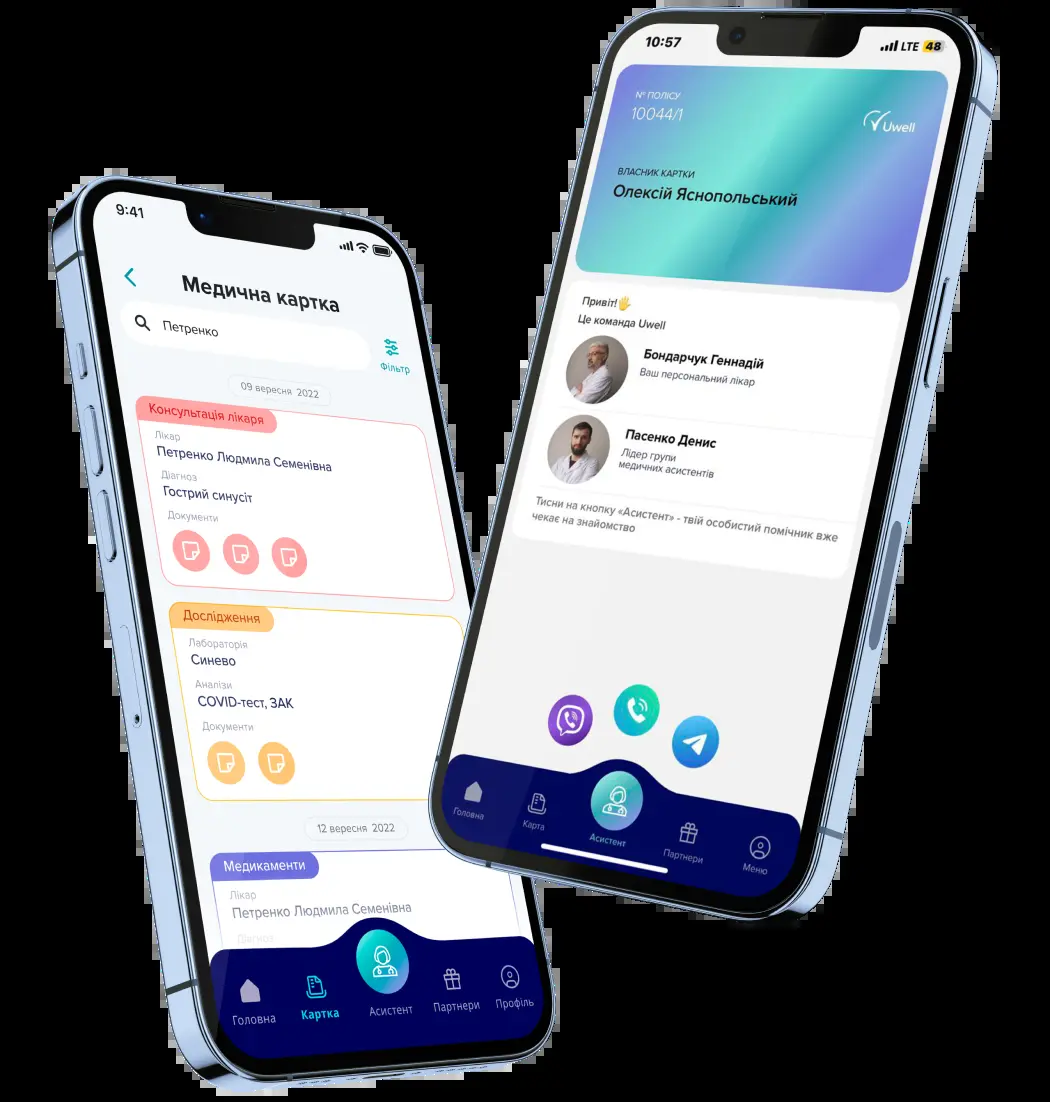 9:41
Медична картка
Петренко
Фільтр
09 вересня 2022
Консультація лікаря
Лікар
Петренко Людмила Семенівна
Діагноз
Гострий синусіт
Документи
Дослідження
Лабораторія
Синево
Аналізи
COVID-тест, ЗАК
Документи
12 вересня 2022
Медикаменти
Лікар
Петренко Людмила Семенівна
Діагноз
Головна
Картка
Асистент
Партнери
Профіль
10:57
LTE 48
№ ПОЛІСУ
10044/1
Uwell
ВЛАСНИК КАРТКИ
Олексій Яснопольський
Привіт!🖐
Це команда Uwell
Бондарчук Геннадій
Ваш персональний лікар
Пасенко Денис
Лідер групи
медичних асистентів
Тисни на кнопку «Асистент» - твій особистий помічник вже
чекає на знайомство
Головна
Карта
Асистент
Партнери
Меню